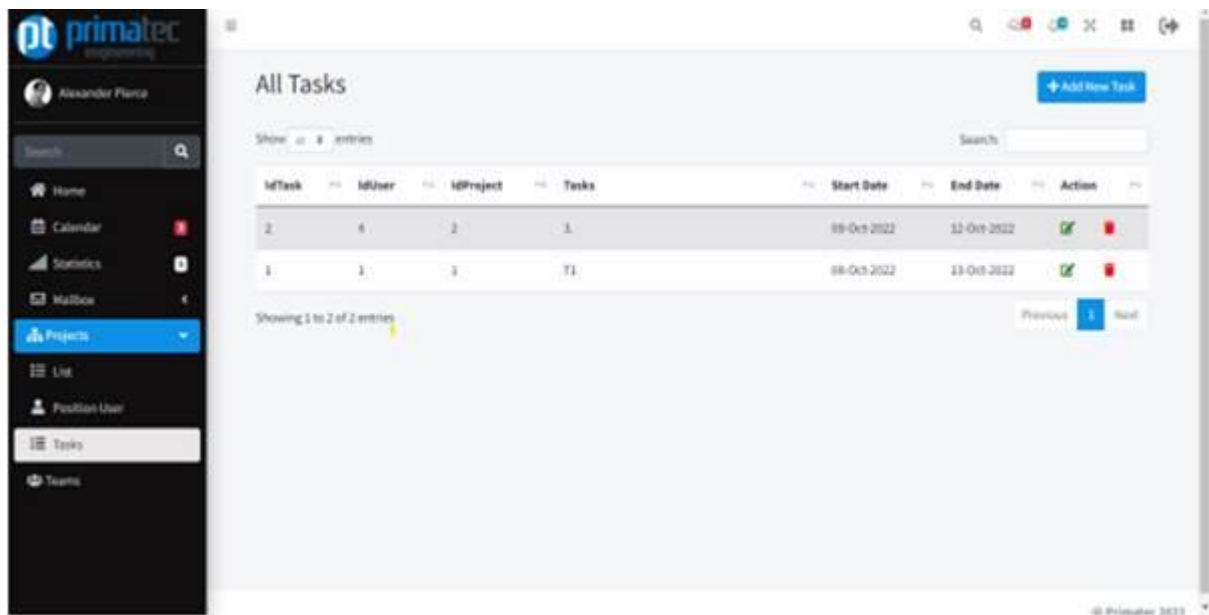 primatec
engineering
Alexander Pierce
Search
Home
Calendar
Statistics
Mailbox
Projects
List
Position User
Tasks
Teams
All Tasks
+ Add New Task
Show entries
Search:
IdTask IdUser IdProject Tasks Start Date End Date Action
2 4 2 12-Oct-2022
1 1 1 T1
Showing 1 to 2 of 2 entries
Previous 1 Next